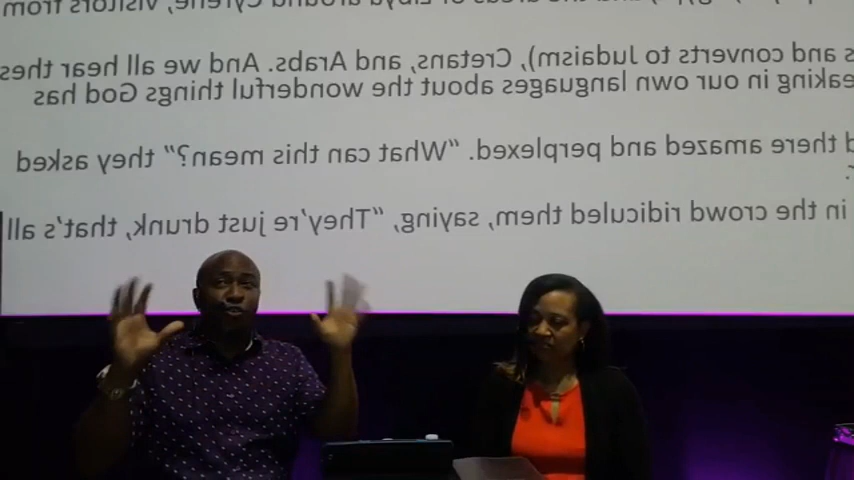 s and converts to Judaism), Cretans, and Arabs. And we all hear thes
eaking in our own languages about the wonderful things God has
d there amazed and perplexed. “What can this mean?” they asked
r.
in the crowd ridiculed them, saying, “They’re just drunk, that’s all